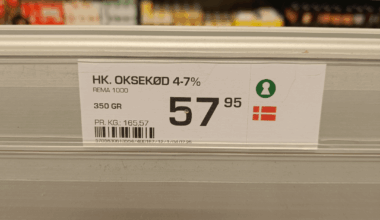 HK. OKSEKØD 4-7%
REMA 1000
350 GR
57 95
PR. KG.: 165,57